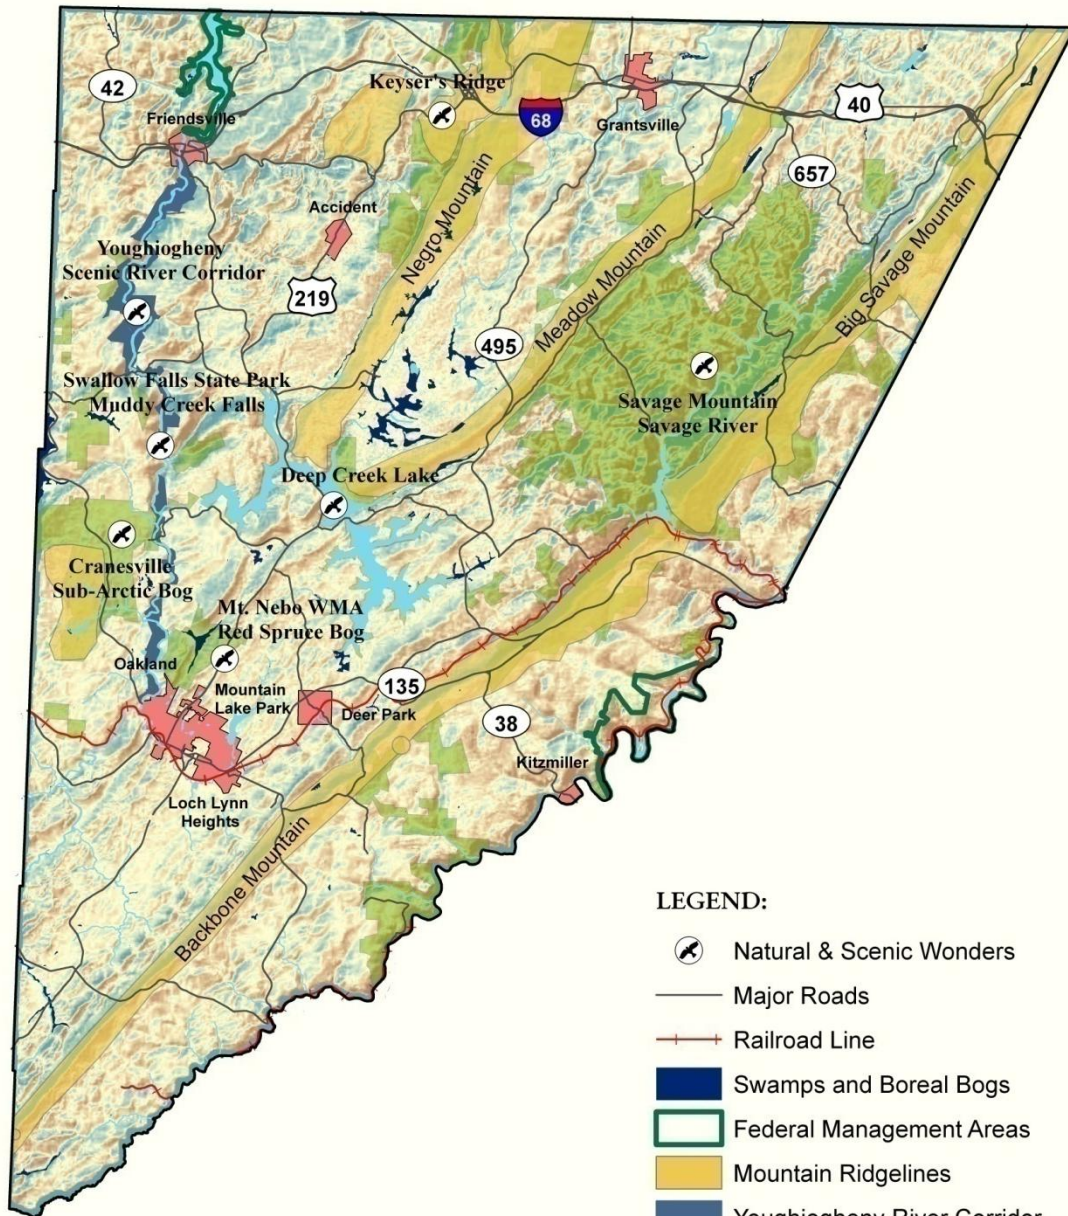 Keyser's Ridge
42
68
40
Friendsville
Grantsville
657
Accident
Negro Mountain
Meadow Mountain
Big Savage Mountain
Youghiogheny
Scenic River Corridor
219
495
Swallow Falls State Park
Muddy Creek Falls
Savage Mountain
Savage River
Deep Creek Lake
Cranesville
Sub-Arctic Bog
Mt. Nebo WMA
Red Spruce Bog
Oakland
Mountain
Lake Park
135
Deer Park
38
Kitzmiller
Loch Lynn
Heights
Backbone Mountain
LEGEND:
Natural & Scenic Wonders
Major Roads
Railroad Line
Swamps and Boreal Bogs
Federal Management Areas
Mountain Ridgelines
Youghiogheny River Corridor